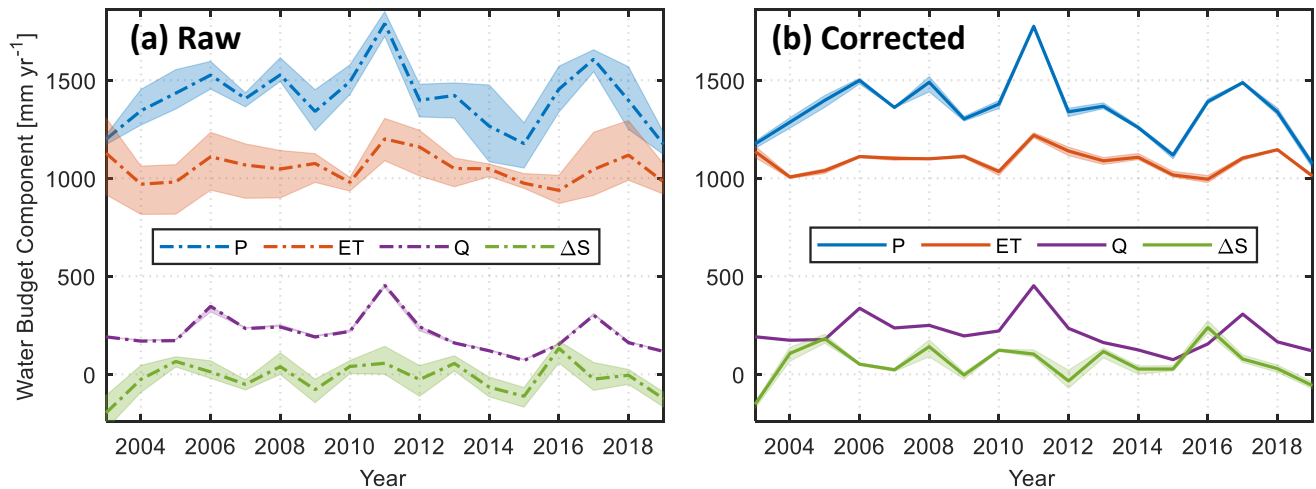 (a) Raw
(b) Corrected
Water Budget Component [mm yr⁻¹]
1500
1000
500
0
P
ET
Q
ΔS
2004
2006
2008
2010
2012
2014
2016
2018
Year
1500
1000
500
0
P
ET
Q
ΔS
2004
2006
2008
2010
2012
2014
2016
2018
Year